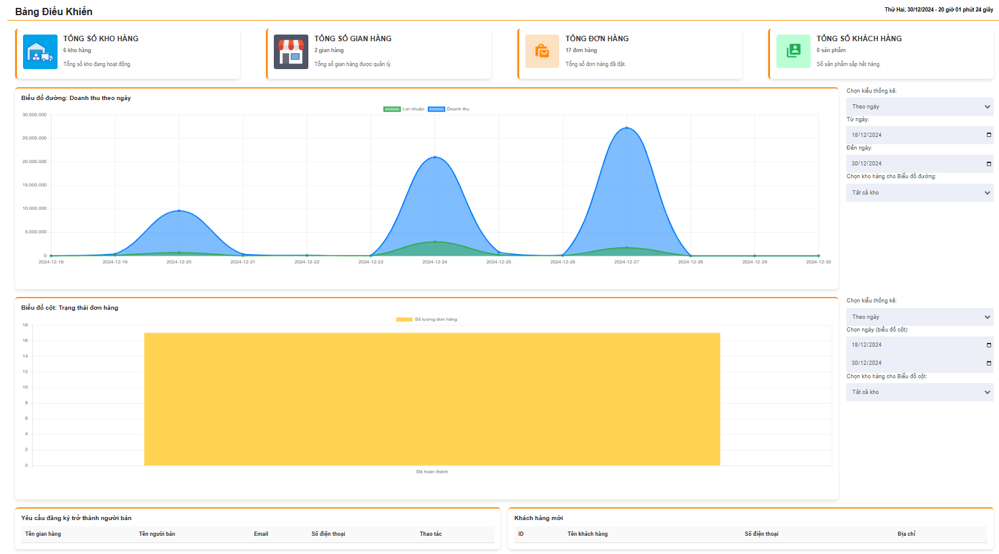 Bảng Điều Khiển
Thứ Hai, 30/12/2024 - 20 giờ 01 phút 24 giây
TỔNG SỐ KHO HÀNG
6 kho hàng
Tổng số kho đang hoạt động
TỔNG SỐ GIAN HÀNG
2 gian hàng
Tổng số gian hàng được quản lý.
TỔNG ĐƠN HÀNG
17 đơn hàng
Tổng số đơn hàng đã đặt.
TỔNG SỐ KHÁCH HÀNG
0 sản phẩm
Số sản phẩm sắp hết hàng.
Biểu đồ đường: Doanh thu theo ngày
Lợi nhuận
Doanh thu
30.000.000
25.000.000
20.000.000
15.000.000
10.000.000
5.000.000
0
2024-12-18 2024-12-19 2024-12-20 2024-12-21 2024-12-22 2024-12-23 2024-12-24 2024-12-25 2024-12-26 2024-12-27 2024-12-28 2024-12-29 2024-12-30
Chọn kiểu thống kê:
Theo ngày
Từ ngày:
18/12/2024
Đến ngày:
30/12/2024
Chọn kho hàng cho Biểu đồ đường:
Tất cả kho
Biểu đồ cột: Trạng thái đơn hàng
Số lượng đơn hàng
18
16
14
12
10
8
6
4
2
0
Đã hoàn thành
Chọn kiểu thống kê:
Theo ngày
Chọn ngày (biểu đồ cột):
18/12/2024
30/12/2024
Chọn kho hàng cho Biểu đồ cột:
Tất cả kho
Yêu cầu đăng ký trở thành người bán
Tên gian hàng Tên người bán Email Số điện thoại Thao tác
Khách hàng mới
ID Tên khách hàng Số điện thoại Địa chỉ